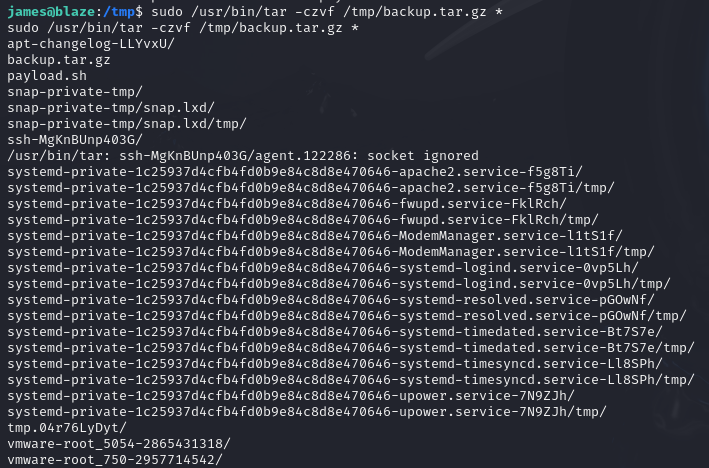 james@blaze:/tmp$ sudo /usr/bin/tar -czvf /tmp/backup.tar.gz *
sudo /usr/bin/tar -czvf /tmp/backup.tar.gz *
apt-changelog-LLYvxU/
backup.tar.gz
payload.sh
snap-private-tmp/
snap-private-tmp/snap.lxd/
snap-private-tmp/snap.lxd/tmp/
ssh-MgKnBUnp403G/
/usr/bin/tar: ssh-MgKnBUnp403G/agent.122286: socket ignored
systemd-private-1c25937d4cfb4fd0b9e84c8d8e470646-apache2.service-f5g8Ti/
systemd-private-1c25937d4cfb4fd0b9e84c8d8e470646-apache2.service-f5g8Ti/tmp/
systemd-private-1c25937d4cfb4fd0b9e84c8d8e470646-fwupd.service-FklRch/
systemd-private-1c25937d4cfb4fd0b9e84c8d8e470646-fwupd.service-FklRch/tmp/
systemd-private-1c25937d4cfb4fd0b9e84c8d8e470646-ModemManager.service-l1tS1f/
systemd-private-1c25937d4cfb4fd0b9e84c8d8e470646-ModemManager.service-l1tS1f/tmp/
systemd-private-1c25937d4cfb4fd0b9e84c8d8e470646-systemd-logind.service-0vp5Lh/
systemd-private-1c25937d4cfb4fd0b9e84c8d8e470646-systemd-logind.service-0vp5Lh/tmp/
systemd-private-1c25937d4cfb4fd0b9e84c8d8e470646-systemd-resolved.service-pGOwNf/
systemd-private-1c25937d4cfb4fd0b9e84c8d8e470646-systemd-resolved.service-pGOwNf/tmp/
systemd-private-1c25937d4cfb4fd0b9e84c8d8e470646-systemd-timedated.service-Bt7S7e/
systemd-private-1c25937d4cfb4fd0b9e84c8d8e470646-systemd-timedated.service-Bt7S7e/tmp/
systemd-private-1c25937d4cfb4fd0b9e84c8d8e470646-systemd-timesyncd.service-Ll8SPh/
systemd-private-1c25937d4cfb4fd0b9e84c8d8e470646-systemd-timesyncd.service-Ll8SPh/tmp/
systemd-private-1c25937d4cfb4fd0b9e84c8d8e470646-upower.service-7N9ZJh/
systemd-private-1c25937d4cfb4fd0b9e84c8d8e470646-upower.service-7N9ZJh/tmp/
tmp.04r76LyDyt/
vmware-root_5054-2865431318/
vmware-root_750-2957714542/